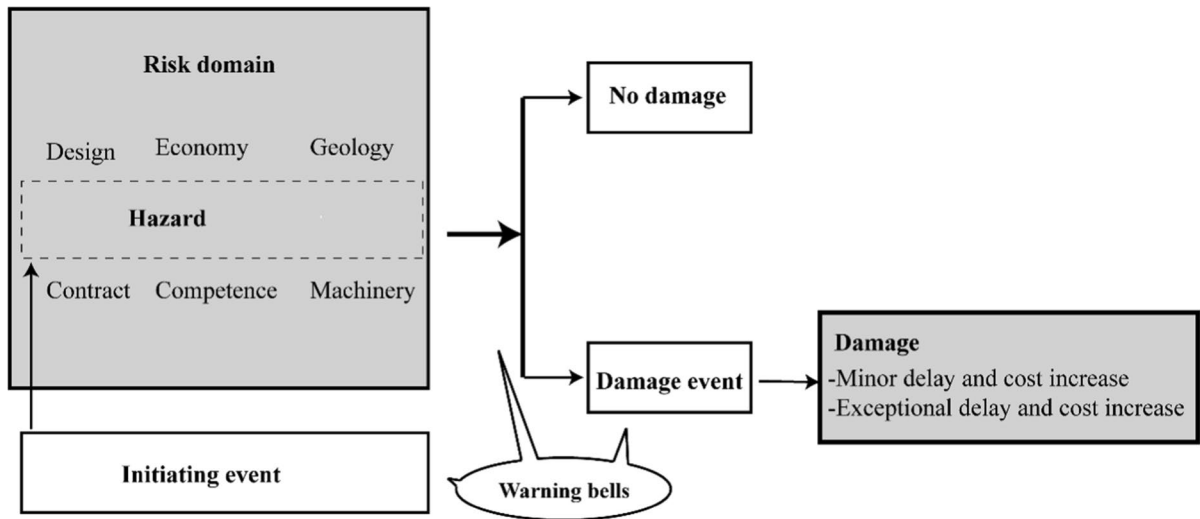 Risk domain
Design Economy Geology
Hazard
Contract Competence Machinery
Initiating event
No damage
Damage event
Warning bells
Damage
-Minor delay and cost increase
-Exceptional delay and cost increase